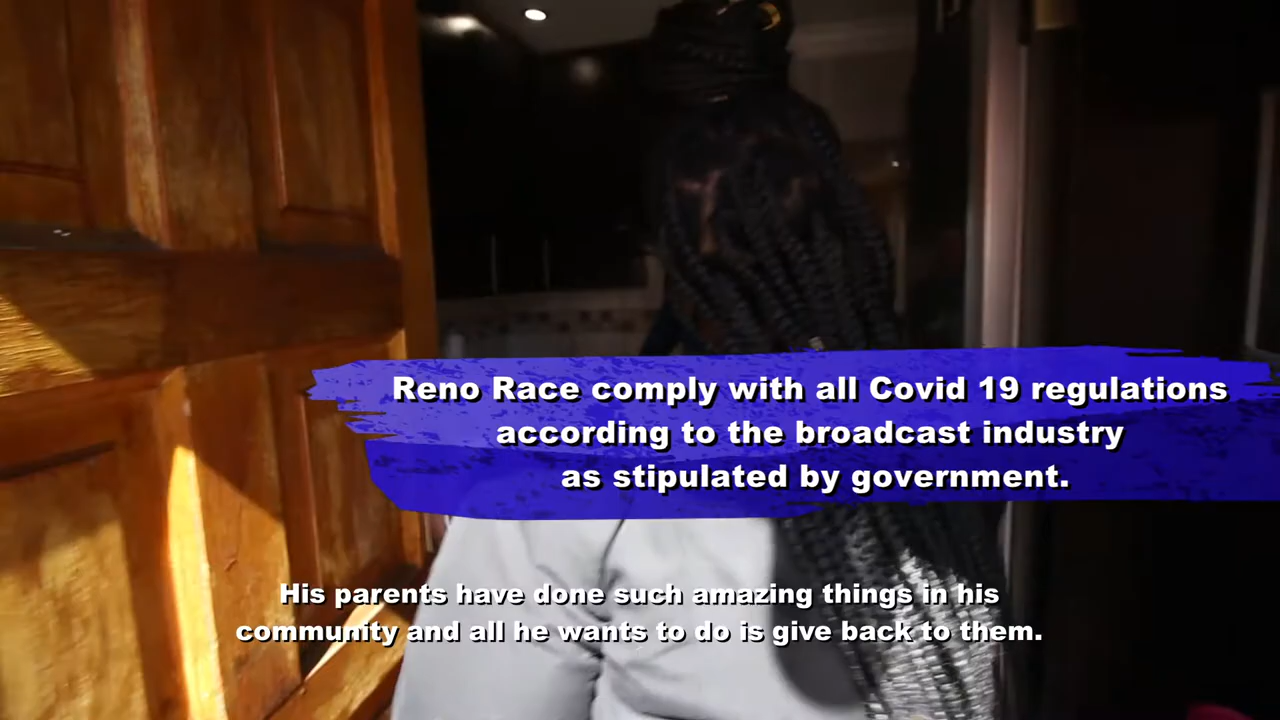 Reno Race comply with all Covid 19 regulations
according to the broadcast industry
as stipulated by government.
His parents have done such amazing things in his
community and all he wants to do is give back to them.